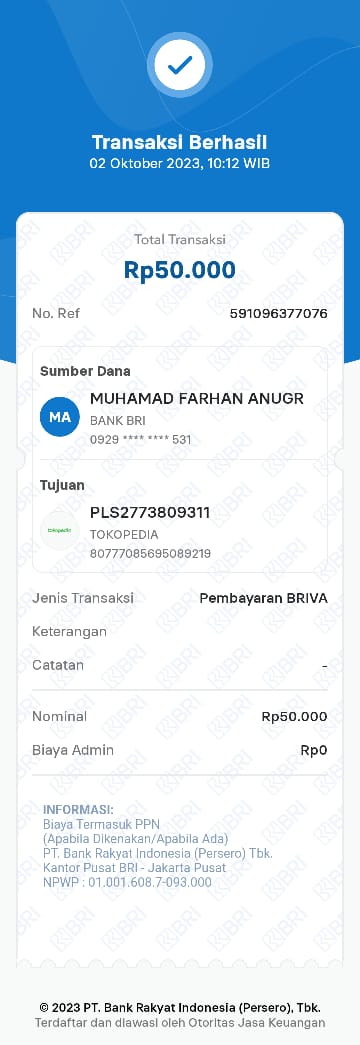 Transaksi Berhasil
02 Oktober 2023, 10:12 WIB
Total Transaksi
Rp50.000
No. Ref 591096377076
Sumber Dana
MA
MUHAMAD FARHAN ANUGR
BANK BRI
0929 **** **** 531
Tujuan
tokopedia
PLS2773809311
TOKOPEDIA
80777085695089219
Jenis Transaksi Pembayaran BRIVA
Keterangan
Catatan -
Nominal Rp50.000
Biaya Admin Rp0
INFORMASI:
Biaya Termasuk PPN
(Apabila Dikenakan/Apabila Ada)
PT. Bank Rakyat Indonesia (Persero) Tbk.
Kantor Pusat BRI - Jakarta Pusat
NPWP : 01.001.608.7-093.000
© 2023 PT. Bank Rakyat Indonesia (Persero), Tbk.
Terdaftar dan diawasi oleh Otoritas Jasa Keuangan